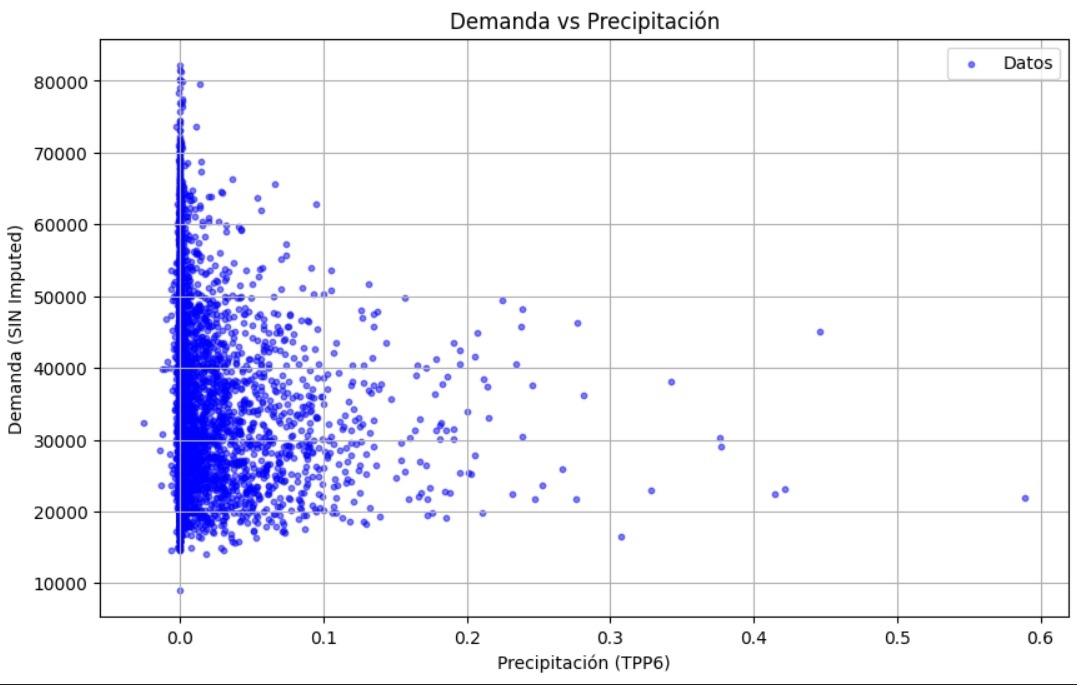 Demanda vs Precipitación
Datos
80000
70000
60000
50000
40000
30000
20000
10000
Demanda (SIN Imputed)
0.0 0.1 0.2 0.3 0.4 0.5 0.6
Precipitación (TPP6)